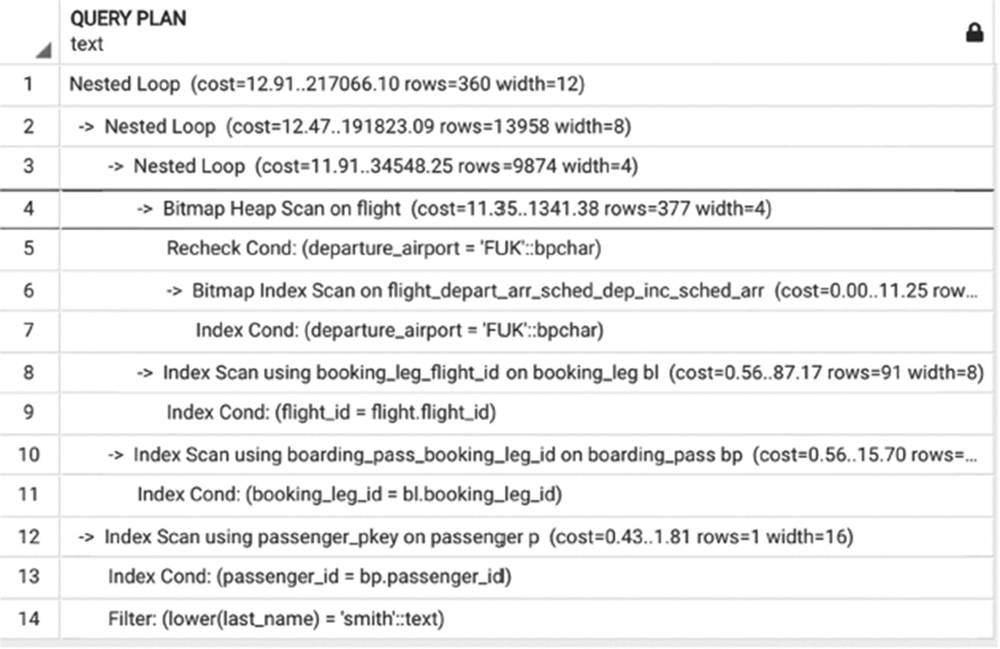 QUERY PLAN
text
1 Nested Loop (cost=12.91..217066.10 rows=360 width=12)
2 -> Nested Loop (cost=12.47..191823.09 rows=13958 width=8)
3 -> Nested Loop (cost=11.91..34548.25 rows=9874 width=4)
4 -> Bitmap Heap Scan on flight (cost=11.35..1341.38 rows=377 width=4)
5 Recheck Cond: (departure_airport = 'FUK'::bpchar)
6 -> Bitmap Index Scan on flight_depart_arr_sched_dep_inc_sched_arr (cost=0.00..11.25 row...
7 Index Cond: (departure_airport = 'FUK'::bpchar)
8 -> Index Scan using booking_leg_flight_id on booking_leg bl (cost=0.56..87.17 rows=91 width=8)
9 Index Cond: (flight_id = flight.flight_id)
10 -> Index Scan using boarding_pass_booking_leg_id on boarding_pass bp (cost=0.56..15.70 rows=...
11 Index Cond: (booking_leg_id = bl.booking_leg_id)
12 -> Index Scan using passenger_pkey on passenger p (cost=0.43..1.81 rows=1 width=16)
13 Index Cond: (passenger_id = bp.passenger_id)
14 Filter: (lower(last_name) = 'smith'::text)